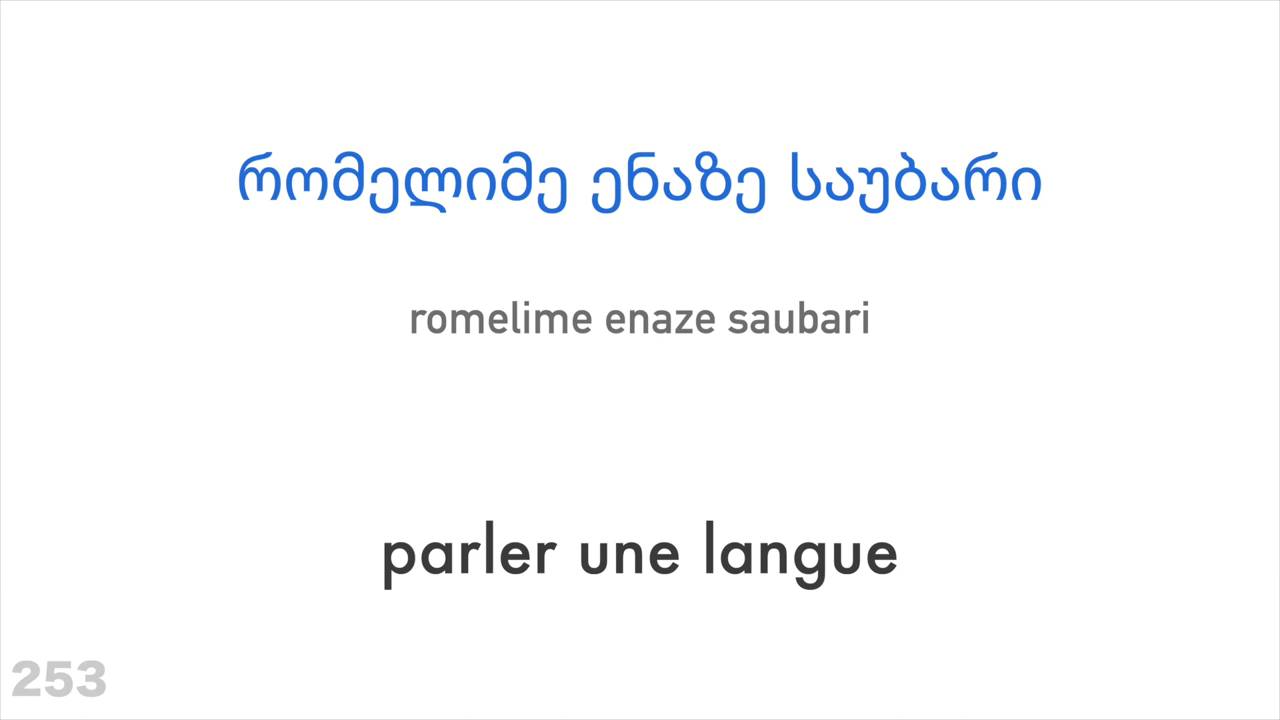 რომელიმე ენაზე საუბარი
romelime enaze saubari
parler une langue
253